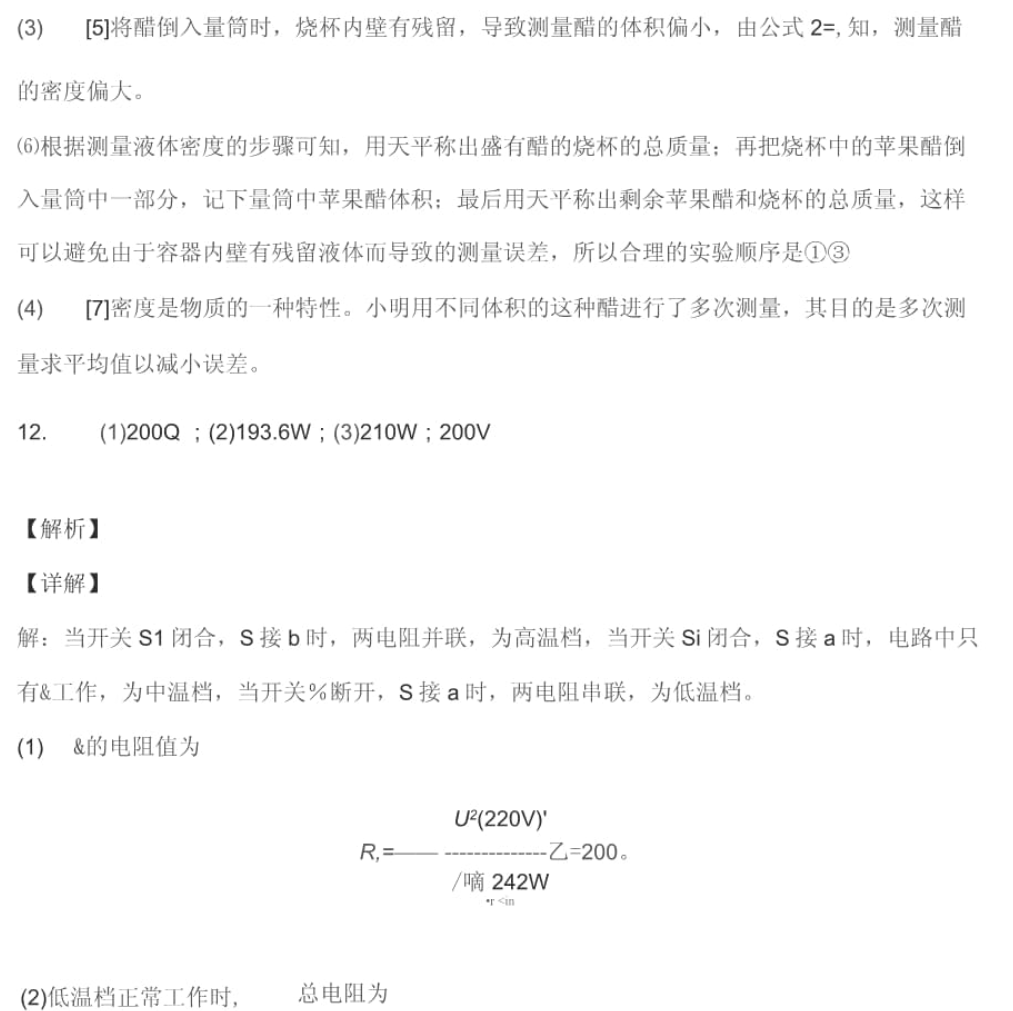 (3) [5]将醋倒入量筒时，烧杯内壁有残留，导致测量醋的体积偏小，由公式 2=,知，测量醋
的密度偏大。
⑹根据测量液体密度的步骤可知，用天平称出盛有醋的烧杯的总质量；再把烧杯中的苹果醋倒
入量筒中一部分，记下量筒中苹果醋体积；最后用天平称出剩余苹果醋和烧杯的总质量，这样
可以避免由于容器内壁有残留液体而导致的测量误差，所以合理的实验顺序是①③
(4) [7]密度是物质的一种特性。小明用不同体积的这种醋进行了多次测量，其目的是多次测
量求平均值以减小误差。
12. (1)200Q ；(2)193.6W；(3)210W；200V
【解析】
【详解】
解：当开关 S1 闭合，S 接 b 时，两电阻并联，为高温档，当开关 Si 闭合，S 接 a 时，电路中只
有&工作，为中温档，当开关％断开，S 接 a 时，两电阻串联，为低温档。
(1) &的电阻值为
U²(220V)'
R,=—— --------------乙=200。
/嘀 242W
•r <in
(2)低温档正常工作时, 总电阻为